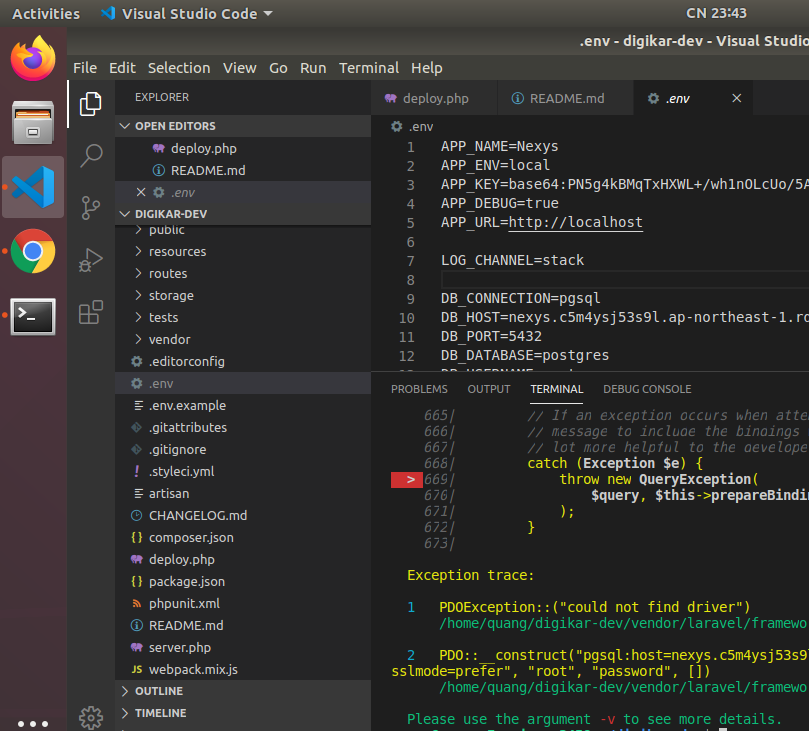 Activities Visual Studio Code CN 23:43
.env - digikar-dev - Visual Studio
File Edit Selection View Go Run Terminal Help
EXPLORER
OPEN EDITORS
deploy.php
README.md
.env
DIGIKAR-DEV
public
resources
routes
storage
tests
vendor
.editorconfig
.env
.env.example
.gitattributes
.gitignore
.styleci.yml
artisan
CHANGELOG.md
composer.json
deploy.php
package.json
phpunit.xml
README.md
server.php
webpack.mix.js
OUTLINE
TIMELINE
deploy.php README.md .env
.env
1 APP_NAME=Nexys
2 APP_ENV=local
3 APP_KEY=base64:PN5g4kBMqTxHXWL+/wh1nOLcUo/5A
4 APP_DEBUG=true
5 APP_URL=http://localhost
6
7 LOG_CHANNEL=stack
8
9 DB_CONNECTION=pgsql
10 DB_HOST=nexys.c5m4ysj53s9l.ap-northeast-1.r
11 DB_PORT=5432
12 DB_DATABASE=postgres
PROBLEMS OUTPUT TERMINAL DEBUG CONSOLE
665| // If an exception occurs when atte
666| // message to include the bindings
667| // lot more helpful to the develope
668| catch (Exception $e) {
> 669| throw new QueryException(
670| $query, $this->prepareBindin
671| );
672| }
673|
Exception trace:
1 PDOException::("could not find driver")
/home/quang/digikar-dev/vendor/laravel/framewo
2 PDO::__construct("pgsql:host=nexys.c5m4ysj53s9l
sslmode=prefer", "root", "password", [])
/home/quang/digikar-dev/vendor/laravel/framewo
Please use the argument -v to see more details.